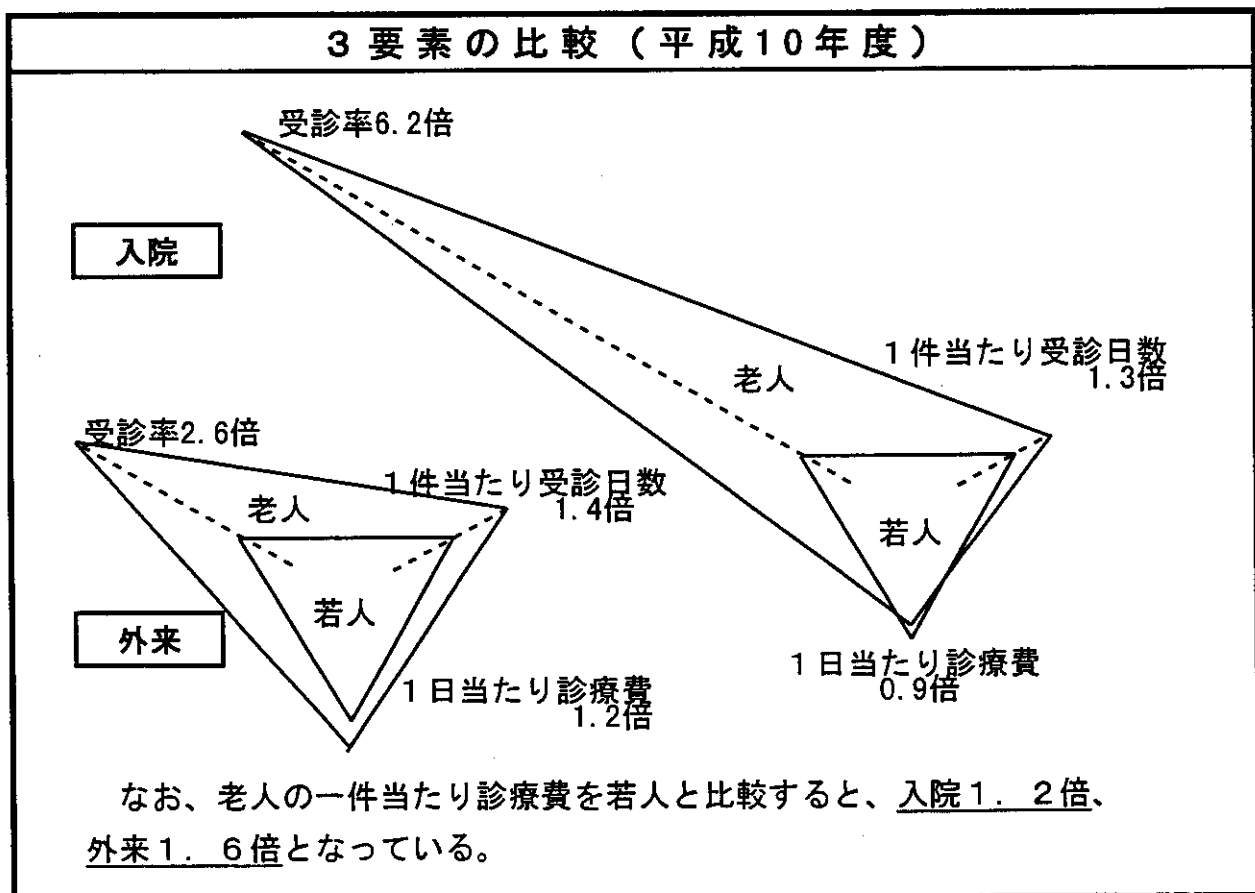 3要素の比較(平成10年度)
受診率6.2倍
入院
1件当たり受診日数
1.3倍
老人
若人
1日当たり診療費
0.9倍
受診率2.6倍
1件当たり受診日数
1.4倍
老人
若人
外来
1日当たり診療費
1.2倍
なお、老人の一件当たり診療費を若人と比較すると、入院1.2倍、
外来1.6倍となっている。